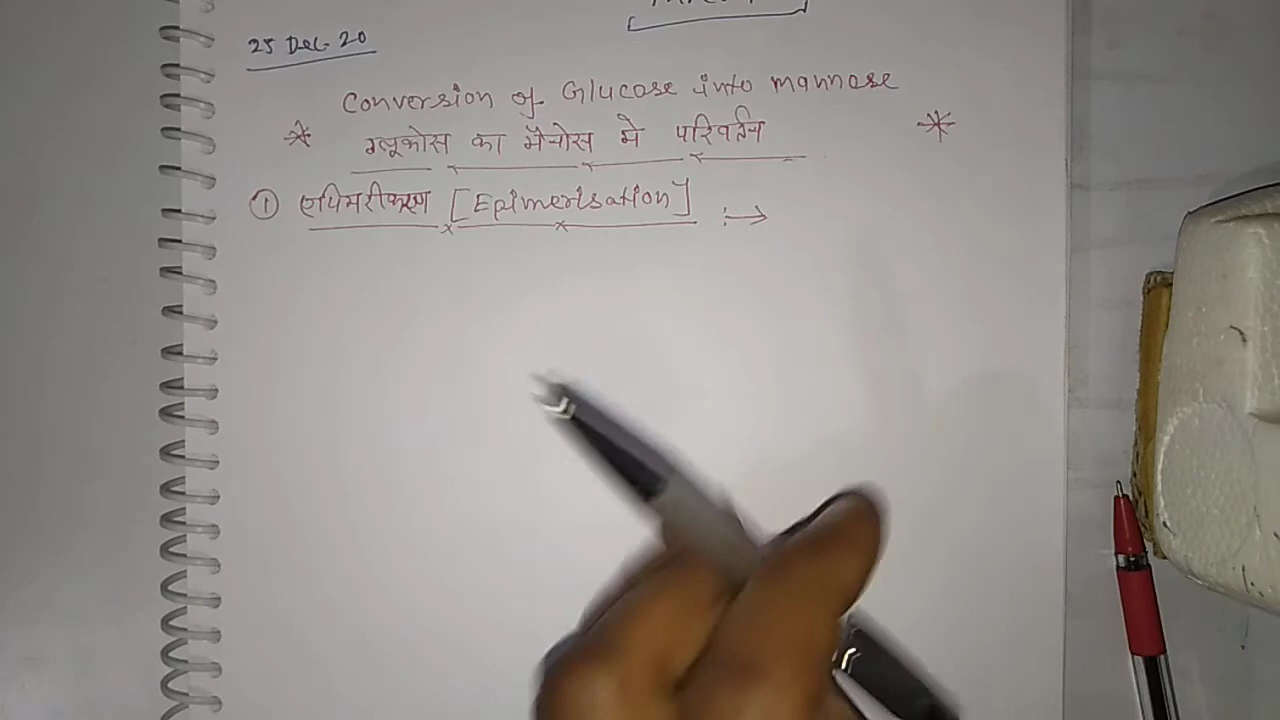 25 Dec-20
Conversion of Glucose into mannose
* ग्लूकोस का मैनोस मे परिवर्तन *
① एपिमरीकरण [Epimerisation] :→